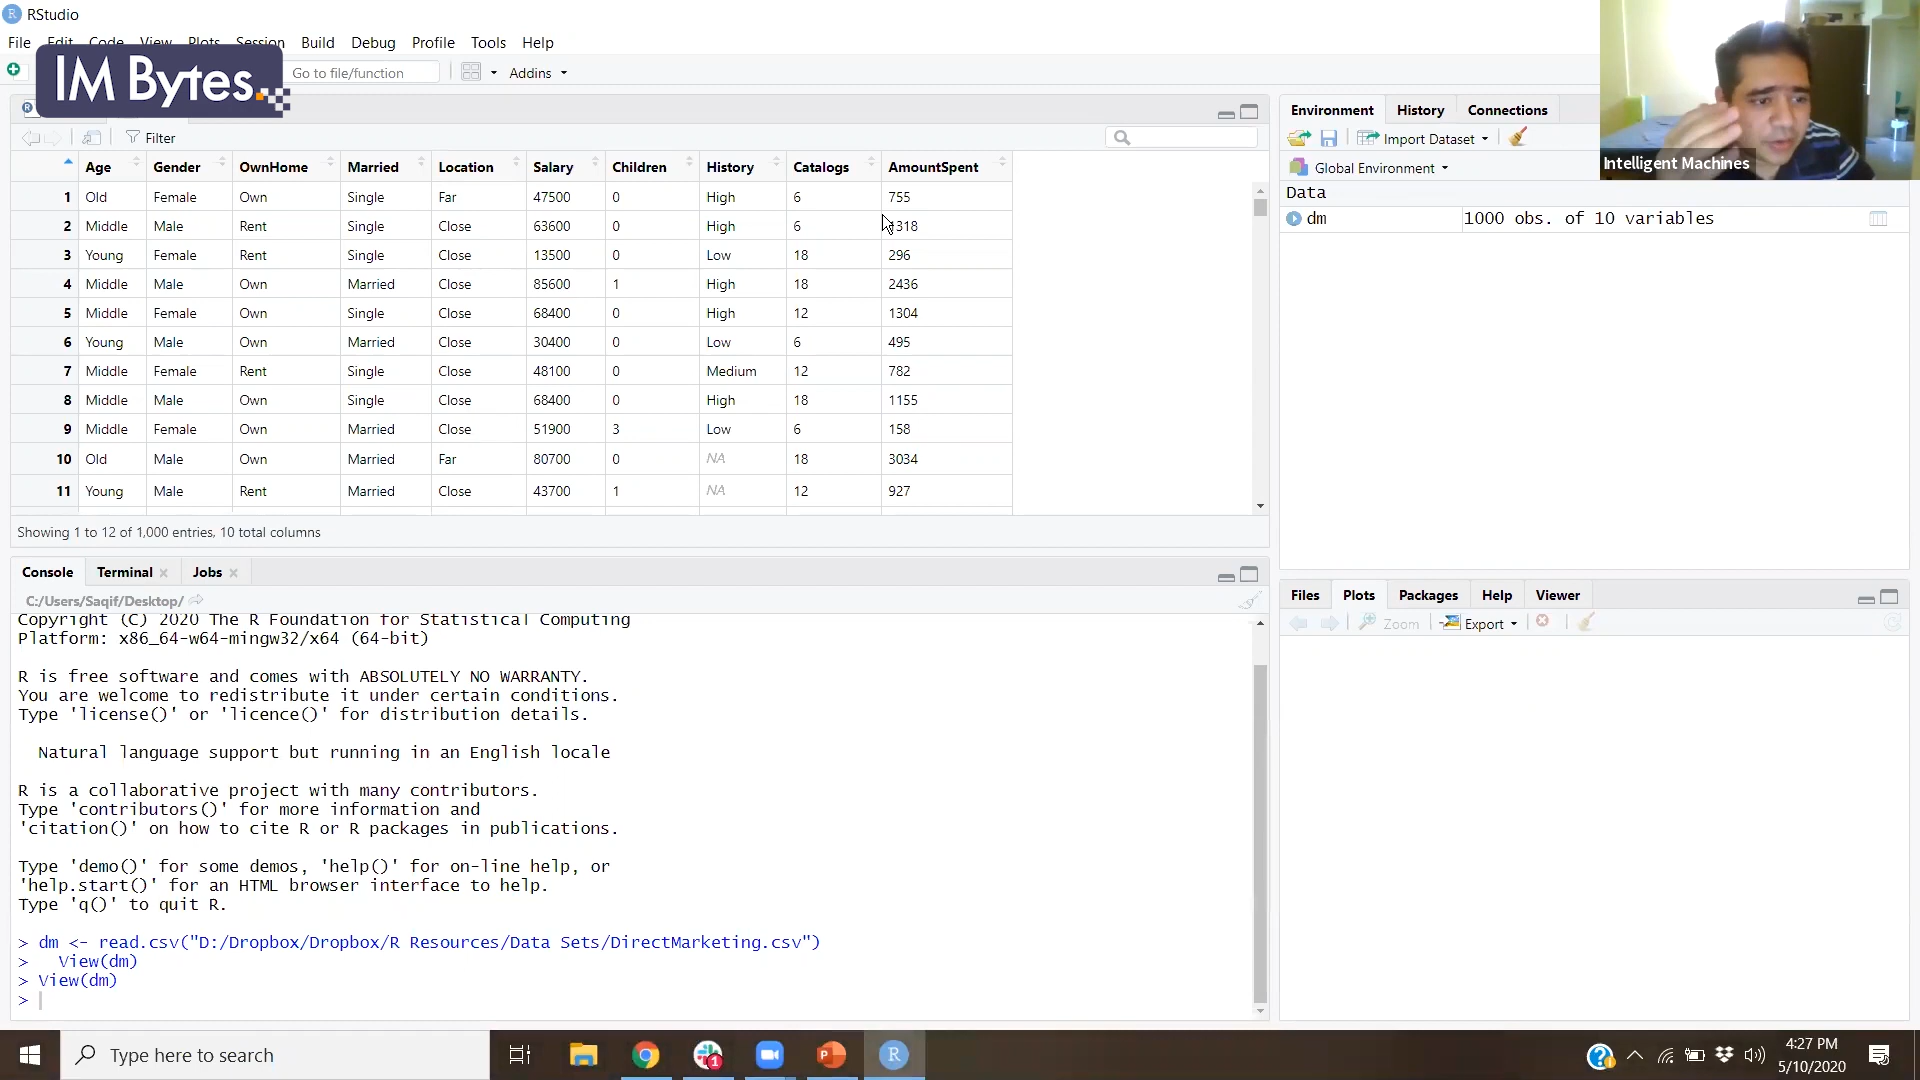 RStudio
File Edit Code View Plots Session Build Debug Profile Tools Help
IM Bytes.
Go to file/function
Addins
Filter
Age Gender OwnHome Married Location Salary Children History Catalogs AmountSpent
1 Old Female Own Single Far 47500 0 High 6 755
2 Middle Male Rent Single Close 63600 0 High 6 1318
3 Young Female Rent Single Close 13500 0 Low 18 296
4 Middle Male Own Married Close 85600 1 High 18 2436
5 Middle Female Own Single Close 68400 0 High 12 1304
6 Young Male Own Married Close 30400 0 Low 6 495
7 Middle Female Rent Single Close 48100 0 Medium 12 782
8 Middle Male Own Single Close 68400 0 High 18 1155
9 Middle Female Own Married Close 51900 3 Low 6 158
10 Old Male Own Married Far 80700 0 NA 18 3034
11 Young Male Rent Married Close 43700 1 NA 12 927
Showing 1 to 12 of 1,000 entries, 10 total columns
Console Terminal Jobs
C:/Users/Saqif/Desktop/
Copyright (C) 2020 The R Foundation for Statistical Computing
Platform: x86_64-w64-mingw32/x64 (64-bit)
R is free software and comes with ABSOLUTELY NO WARRANTY.
You are welcome to redistribute it under certain conditions.
Type 'license()' or 'licence()' for distribution details.
Natural language support but running in an English locale
R is a collaborative project with many contributors.
Type 'contributors()' for more information and
'citation()' on how to cite R or R packages in publications.
Type 'demo()' for some demos, 'help()' for on-line help, or
'help.start()' for an HTML browser interface to help.
Type 'q()' to quit R.
> dm <- read.csv("D:/Dropbox/Dropbox/R Resources/Data Sets/DirectMarketing.csv")
> View(dm)
> View(dm)
>
Environment History Connections
Import Dataset
Global Environment
Data
dm 1000 obs. of 10 variables
Intelligent Machines
Files Plots Packages Help Viewer
Zoom Export
Type here to search
4:27 PM
5/10/2020